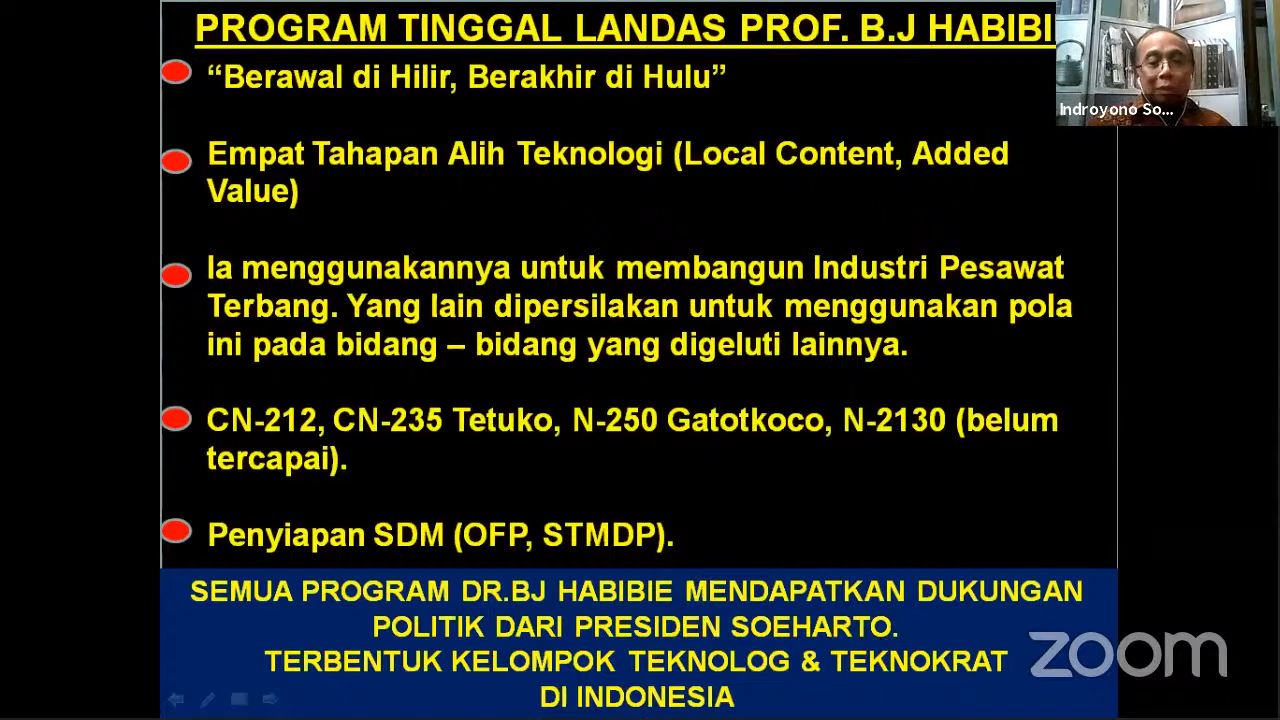 PROGRAM TINGGAL LANDAS PROF. B.J HABIBI
Indroyono So...
“Berawal di Hilir, Berakhir di Hulu”
Empat Tahapan Alih Teknologi (Local Content, Added
Value)
Ia menggunakannya untuk membangun Industri Pesawat
Terbang. Yang lain dipersilakan untuk menggunakan pola
ini pada bidang – bidang yang digeluti lainnya.
CN-212, CN-235 Tetuko, N-250 Gatotkoco, N-2130 (belum
tercapai).
Penyiapan SDM (OFP, STMDP).
SEMUA PROGRAM DR.BJ HABIBIE MENDAPATKAN DUKUNGAN
POLITIK DARI PRESIDEN SOEHARTO.
TERBENTUK KELOMPOK TEKNOLOG & TEKNOKRAT
DI INDONESIA
zoom